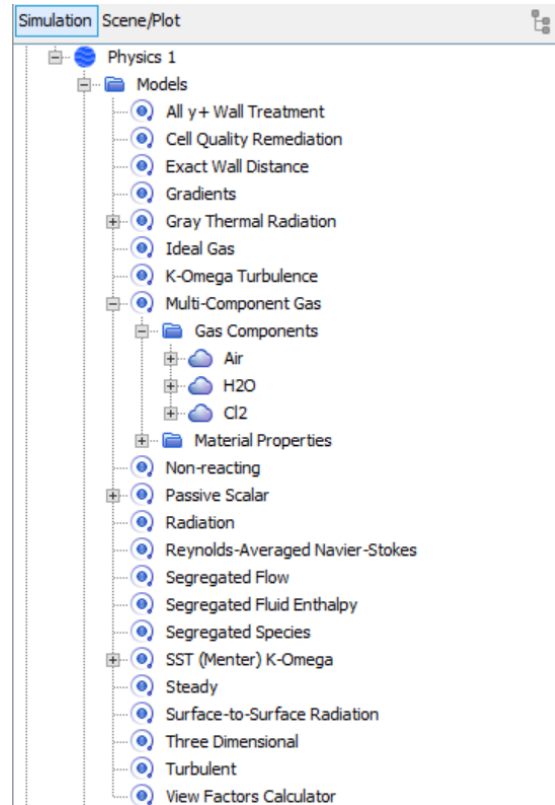 Simulation Scene/Plot
Physics 1
Models
All y+ Wall Treatment
Cell Quality Remediation
Exact Wall Distance
Gradients
Gray Thermal Radiation
Ideal Gas
K-Omega Turbulence
Multi-Component Gas
Gas Components
Air
H2O
Cl2
Material Properties
Non-reacting
Passive Scalar
Radiation
Reynolds-Averaged Navier-Stokes
Segregated Flow
Segregated Fluid Enthalpy
Segregated Species
SST (Menter) K-Omega
Steady
Surface-to-Surface Radiation
Three Dimensional
Turbulent
View Factors Calculator